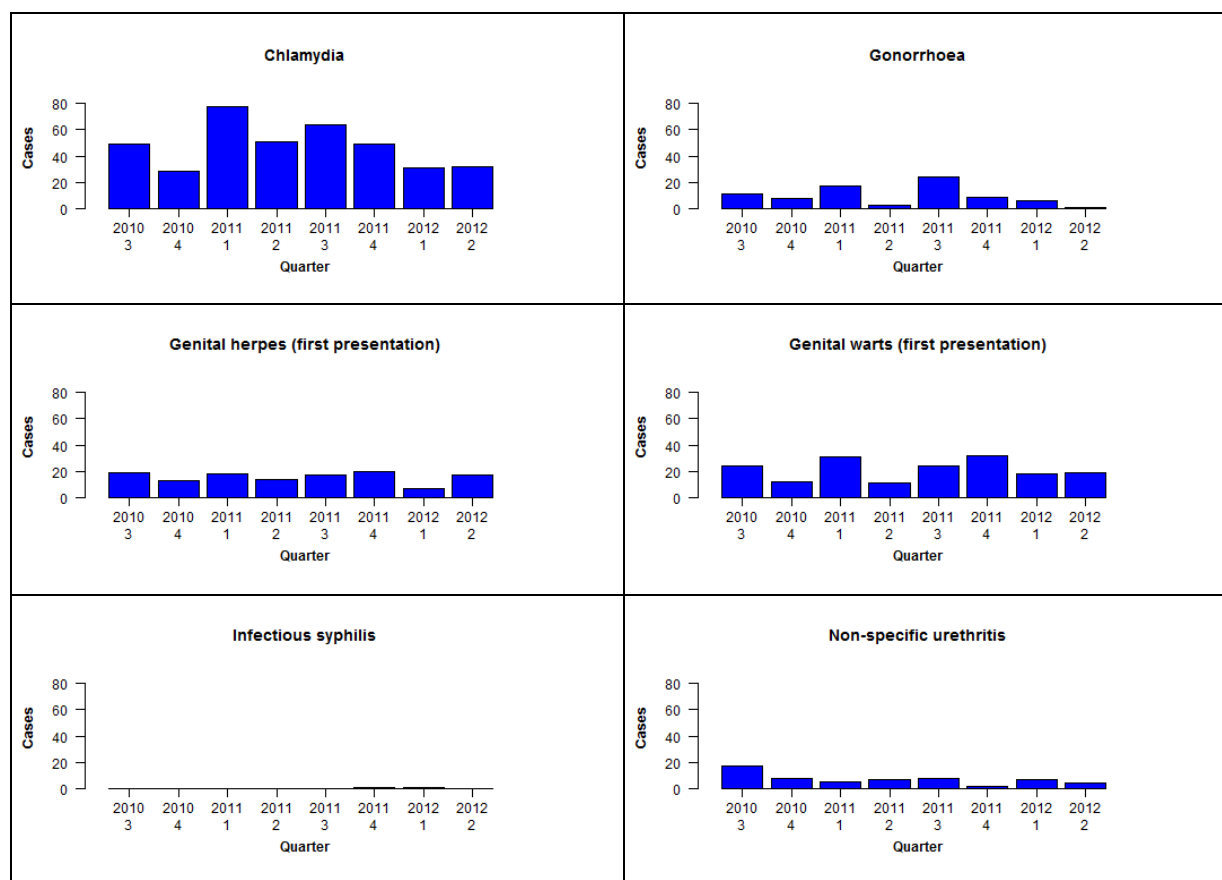 Chlamydia
Cases
80
60
40
20
0
2010 2010 2011 2011 2011 2011 2012 2012
3 4 1 2 3 4 1 2
Quarter
Gonorrhoea
Cases
80
60
40
20
0
2010 2010 2011 2011 2011 2011 2012 2012
3 4 1 2 3 4 1 2
Quarter
Genital herpes (first presentation)
Cases
80
60
40
20
0
2010 2010 2011 2011 2011 2011 2012 2012
3 4 1 2 3 4 1 2
Quarter
Genital warts (first presentation)
Cases
80
60
40
20
0
2010 2010 2011 2011 2011 2011 2012 2012
3 4 1 2 3 4 1 2
Quarter
Infectious syphilis
Cases
80
60
40
20
0
2010 2010 2011 2011 2011 2011 2012 2012
3 4 1 2 3 4 1 2
Quarter
Non-specific urethritis
Cases
80
60
40
20
0
2010 2010 2011 2011 2011 2011 2012 2012
3 4 1 2 3 4 1 2
Quarter